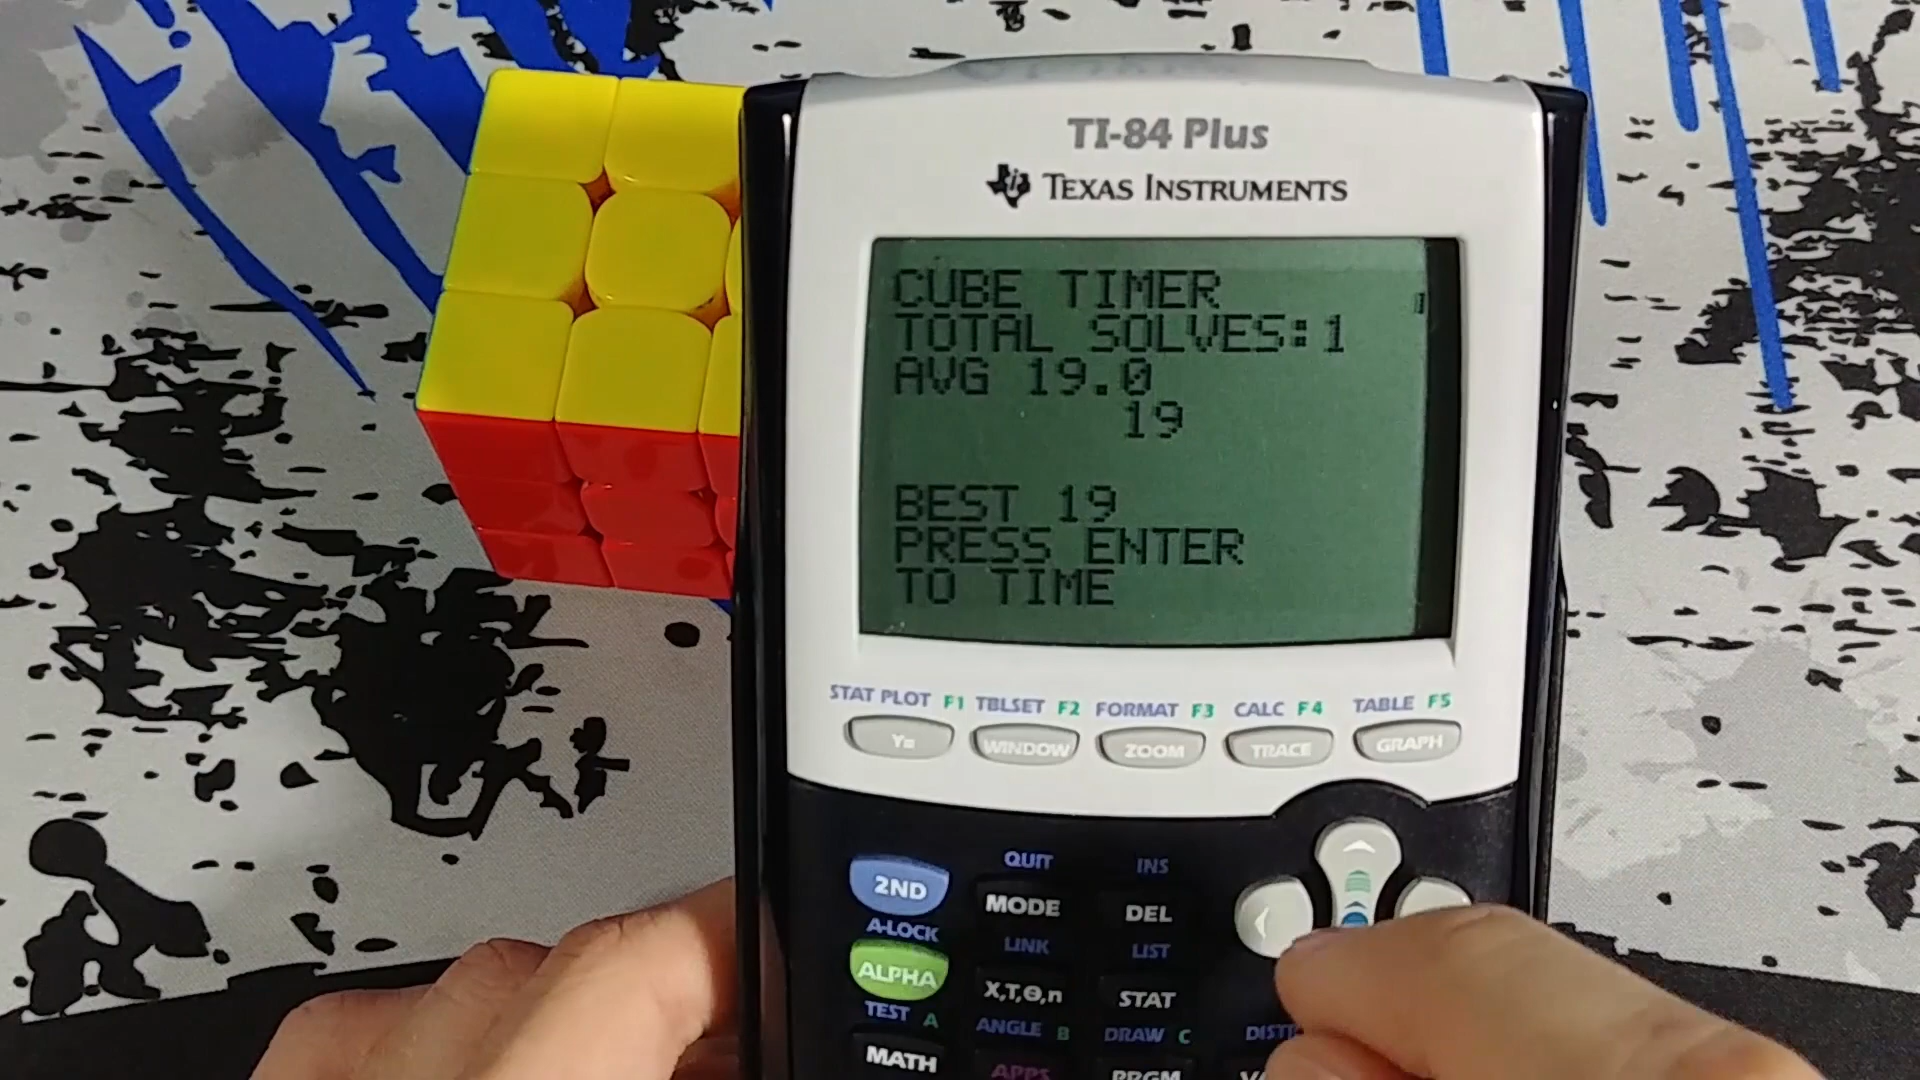 TI-84 Plus
TEXAS INSTRUMENTS
CUBE TIMER
TOTAL SOLVES:1
AVG 19.0
19
BEST 19
PRESS ENTER
TO TIME
STAT PLOT F1 TBLSET F2 FORMAT F3 CALC F4 TABLE F5
Y= WINDOW ZOOM TRACE GRAPH
QUIT INS
2ND MODE DEL
A-LOCK LINK LIST
ALPHA X,T,Θ,n STAT
TEST A ANGLE B DRAW C
MATH APPS PRGM